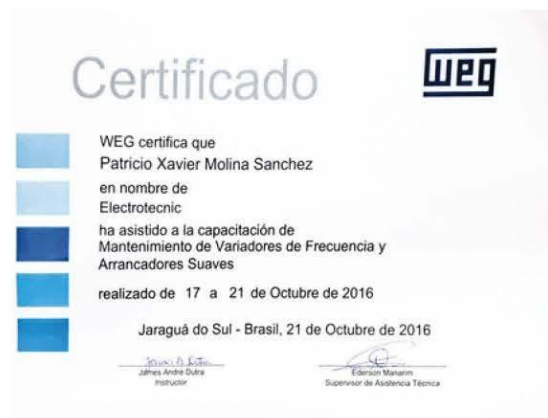 Certificado
weg
WEG certifica que
Patricio Xavier Molina Sanchez
en nombre de
Electrotecnic
ha asistido a la capacitación de
Mantenimiento de Variadores de Frecuencia y
Arrancadores Suaves
realizado de 17 a 21 de Octubre de 2016
Jaraguá do Sul - Brasil, 21 de Octubre de 2016
James Andre Dutra
Instructor
Ederson Manarim
Supervisor de Asistencia Técnica